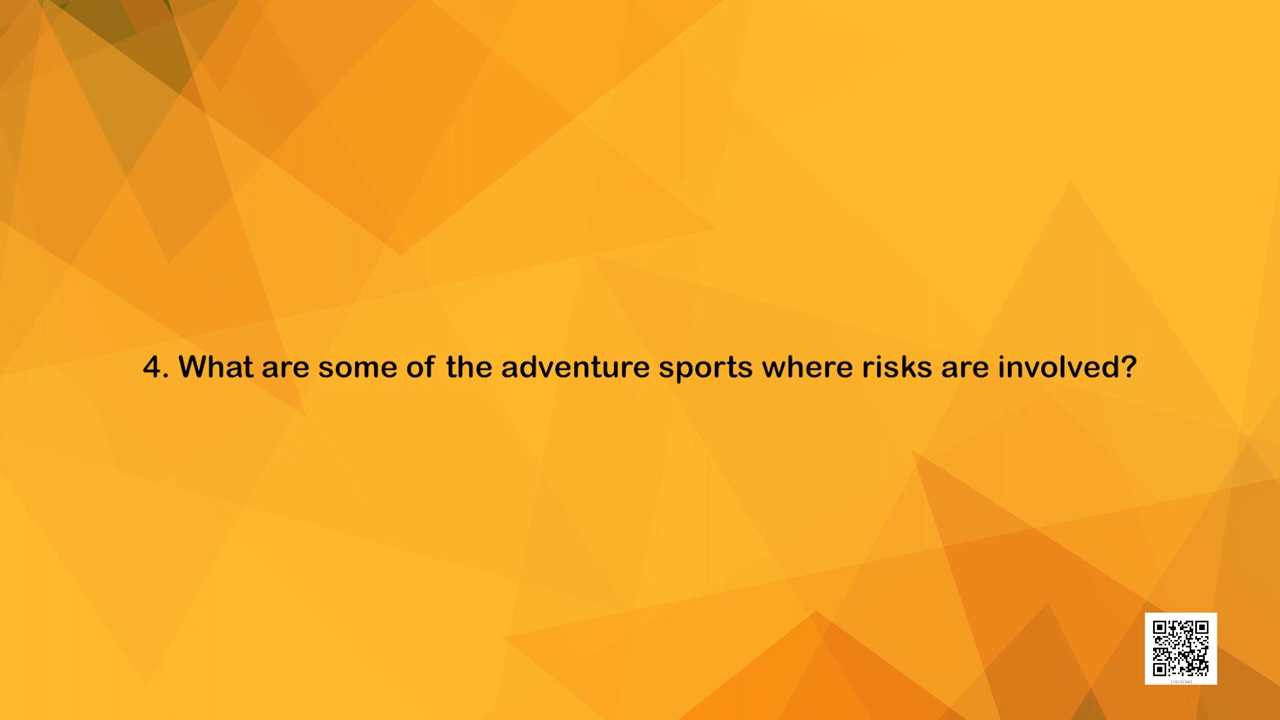 4. What are some of the adventure sports where risks are involved?